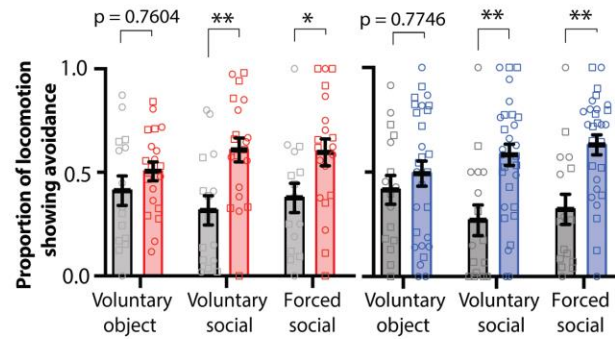 p = 0.7604 ** * p = 0.7746 ** **
1.0
0.5
0.0
Proportion of locomotion
showing avoidance
Voluntary object
Voluntary social
Forced social
Voluntary object
Voluntary social
Forced social